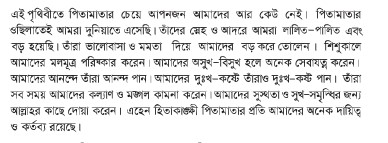 এই পৃথিবীতে পিতামাতার চেয়ে আপনজন আমাদের আর কেউ নেই। পিতামাতার
ওছিলাতেই আমরা দুনিয়াতে এসেছি। তাঁদের স্নেহ ও আদরে আমরা লালিত-পালিত এবং
বড় হয়েছি। তাঁরা ভালোবাসা ও মমতা দিয়ে আমাদের বড় করে তোলেন । শিশুকালে
আমাদের মলমূত্র পরিষ্কার করেন। আমাদের অসুখ-বিসুখ হলে অনেক সেবাযত্ন করেন।
আমাদের আনন্দে তাঁরা আনন্দ পান। আমাদের দুঃখ-কষ্টে তাঁরাও দুঃখ-কষ্ট পান। তাঁরা
সব সময় আমাদের কল্যাণ ও মঙ্গল কামনা করেন। আমাদের সুস্থতা ও সুখ-সমৃদ্ধির জন্য
আল্লাহর কাছে দোয়া করেন। এহেন হিতাকাঙ্ক্ষী পিতামাতার প্রতি আমাদের অনেক দায়িত্ব
ও কর্তব্য রয়েছে।